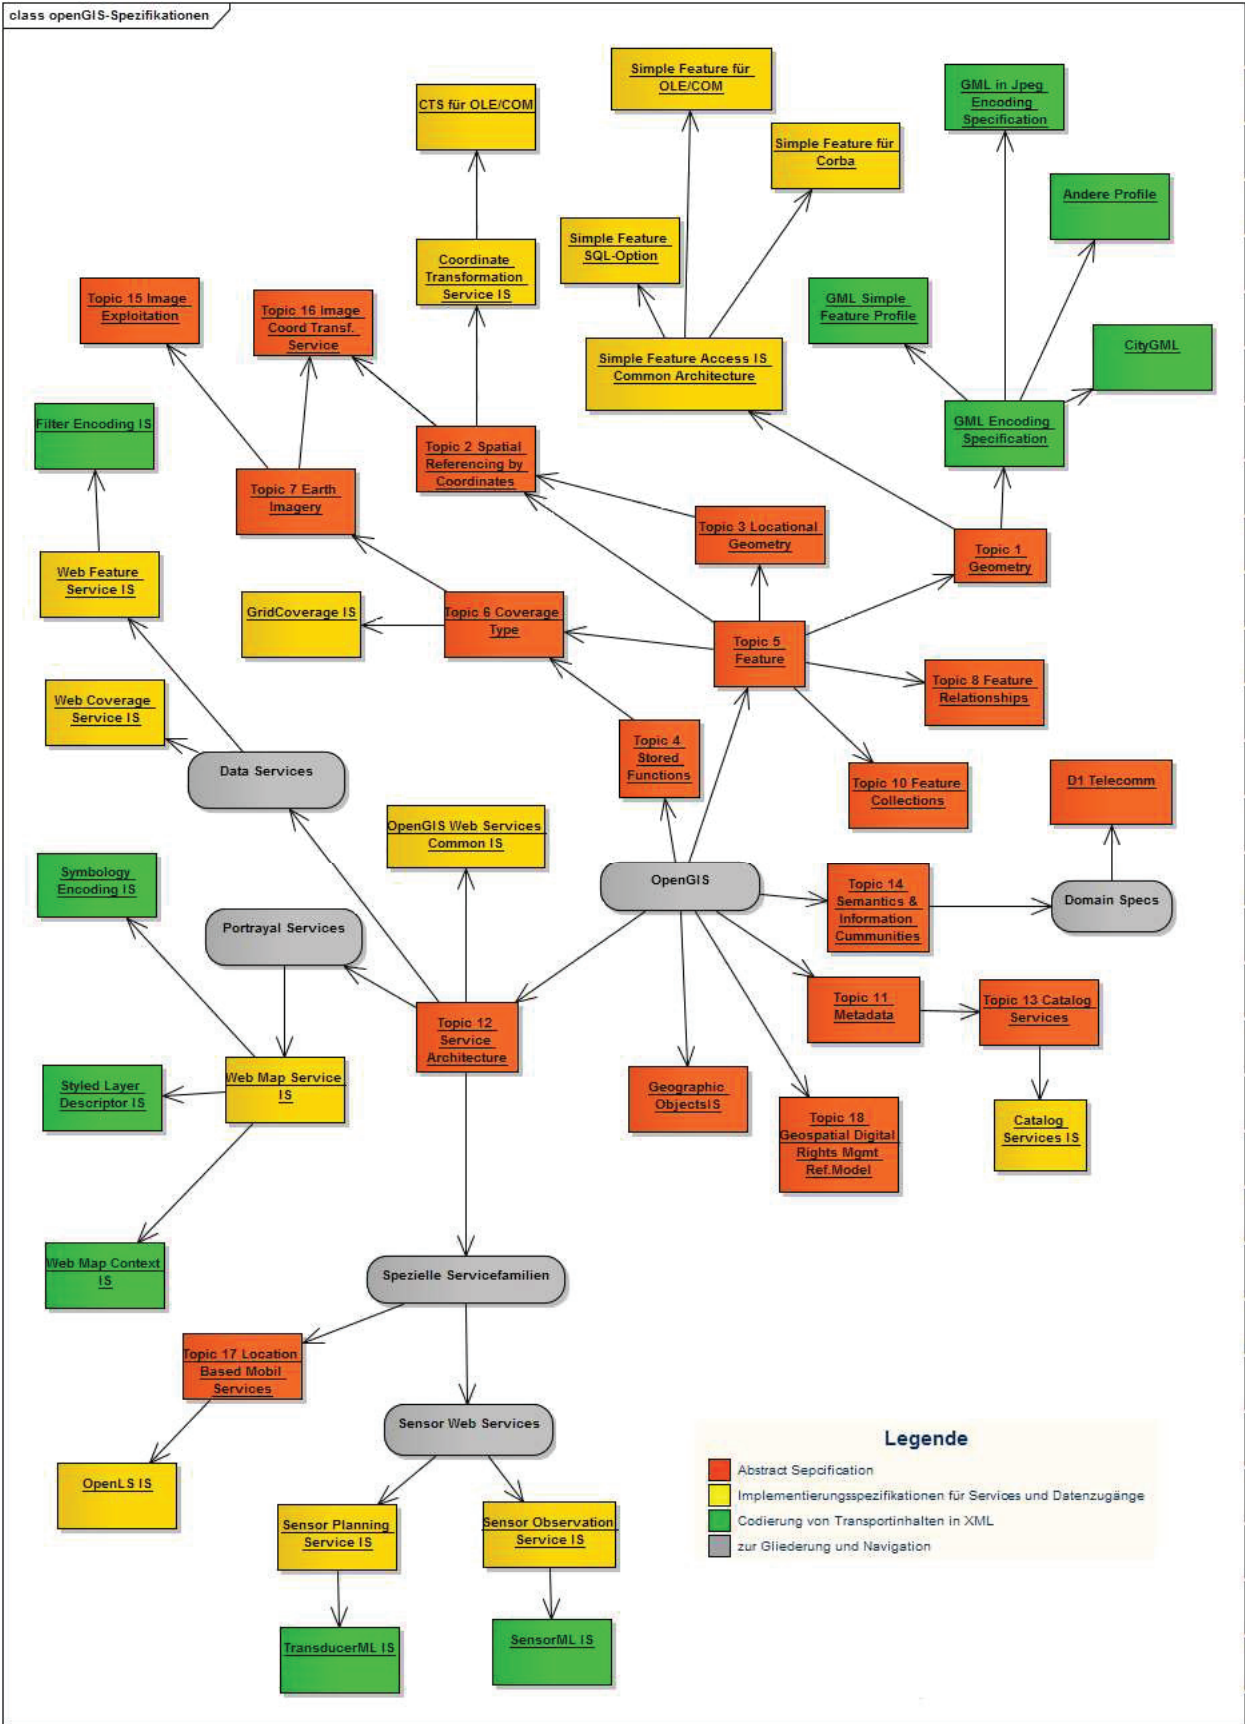 class openGIS-Spezifikationen
Simple Feature für
OLE/COM
GML in Jpeg
Encoding
Specification
CTS für OLE/COM
Simple Feature für
Corba
Andere Profile
Simple Feature
SQL-Option
Coordinate
Transformation
Service IS
Topic 15 Image
Exploitation
Topic 16 Image
Coord Transf.
Service
GML Simple
Feature Profile
CityGML
Simple Feature Access IS
Common Architecture
Filter Encoding IS
GML Encoding
Specification
Topic 2 Spatial
Referencing by
Coordinates
Topic 7 Earth
Imagery
Topic 3 Locational
Geometry
Topic 1
Geometry
Web Feature
Service IS
GridCoverage IS
Topic 6 Coverage
Type
Topic 5
Feature
Topic 8 Feature
Relationships
Web Coverage
Service IS
Topic 4
Stored
Functions
Data Services
Topic 10 Feature
Collections
D1 Telecomm
OpenGIS Web Services
Common IS
Symbology
Encoding IS
OpenGIS
Topic 14
Semantics &
Information
Cummunities
Domain Specs
Portrayal Services
Topic 11
Metadata
Topic 13 Catalog
Services
Topic 12
Service
Architecture
Web Map Service
IS
Styled Layer
Descriptor IS
Geographic
ObjectsIS
Topic 18
Geospatial Digital
Rights Mgmt
Ref.Model
Catalog
Services IS
Web Map Context
IS
Spezielle Servicefamilien
Topic 17 Location
Based Mobil
Services
Sensor Web Services
OpenLS IS
Sensor Planning
Service IS
Sensor Observation
Service IS
TransducerML IS
SensorML IS
Legende
Abstract Sepcification
Implementierungsspezifikationen für Services und Datenzugänge
Codierung von Transportinhalten in XML
zur Gliederung und Navigation